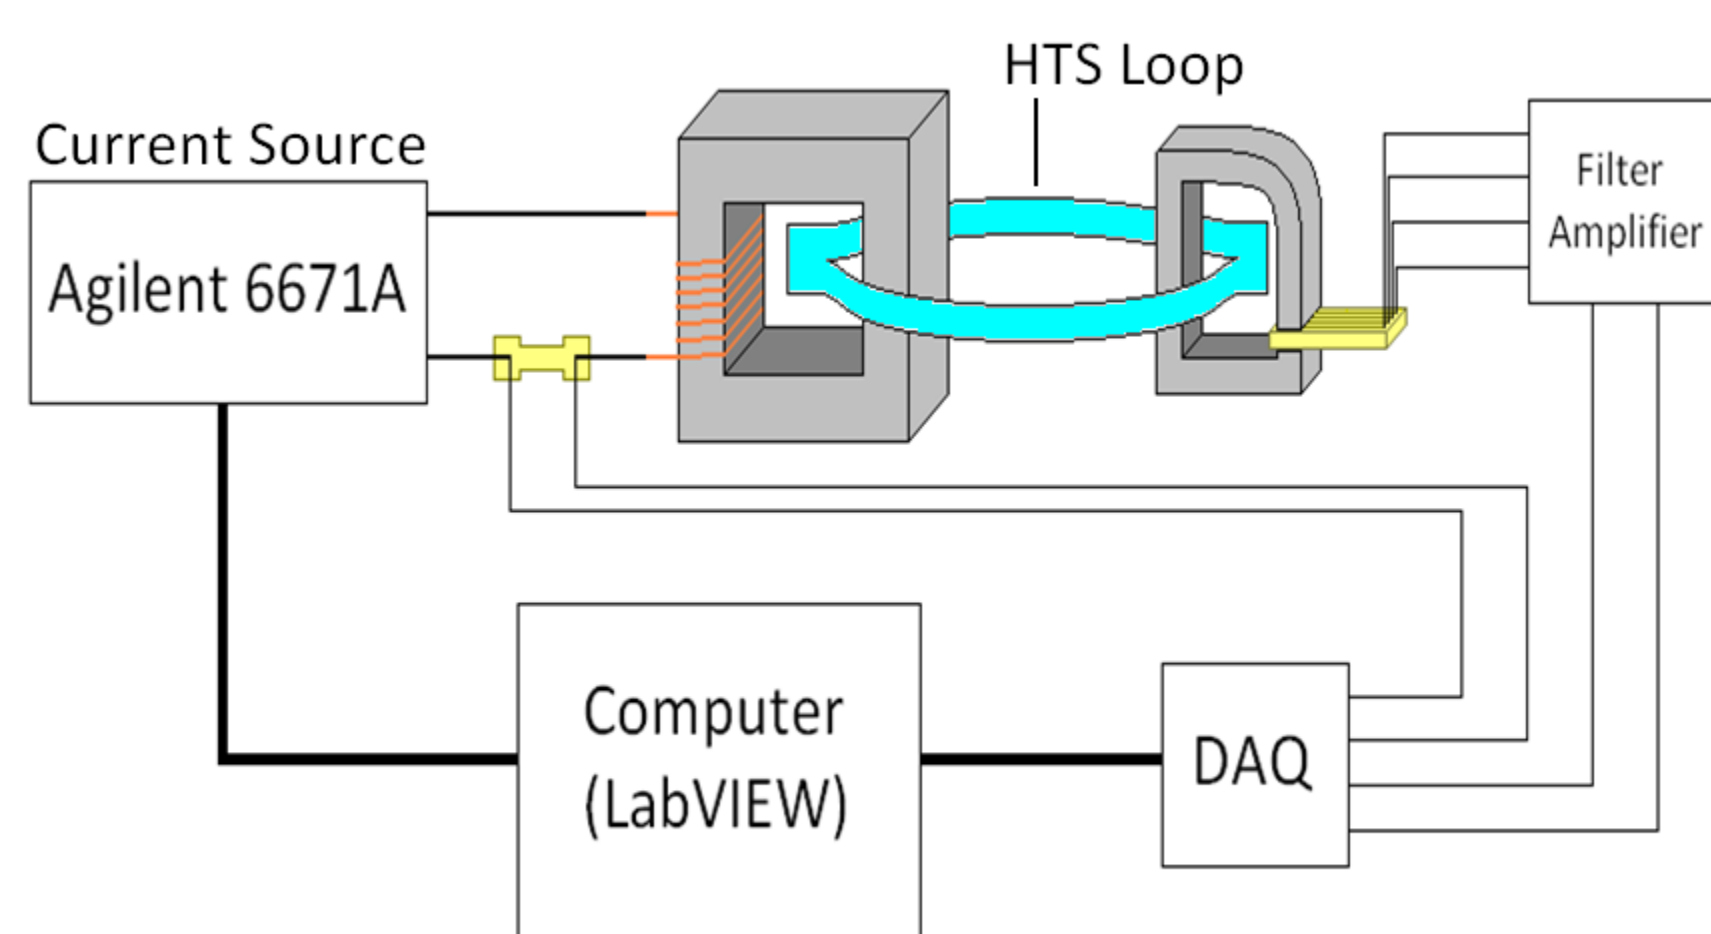 HTS Loop
Current Source
Agilent 6671A
Filter
Amplifier
Computer
(LabVIEW)
DAQ